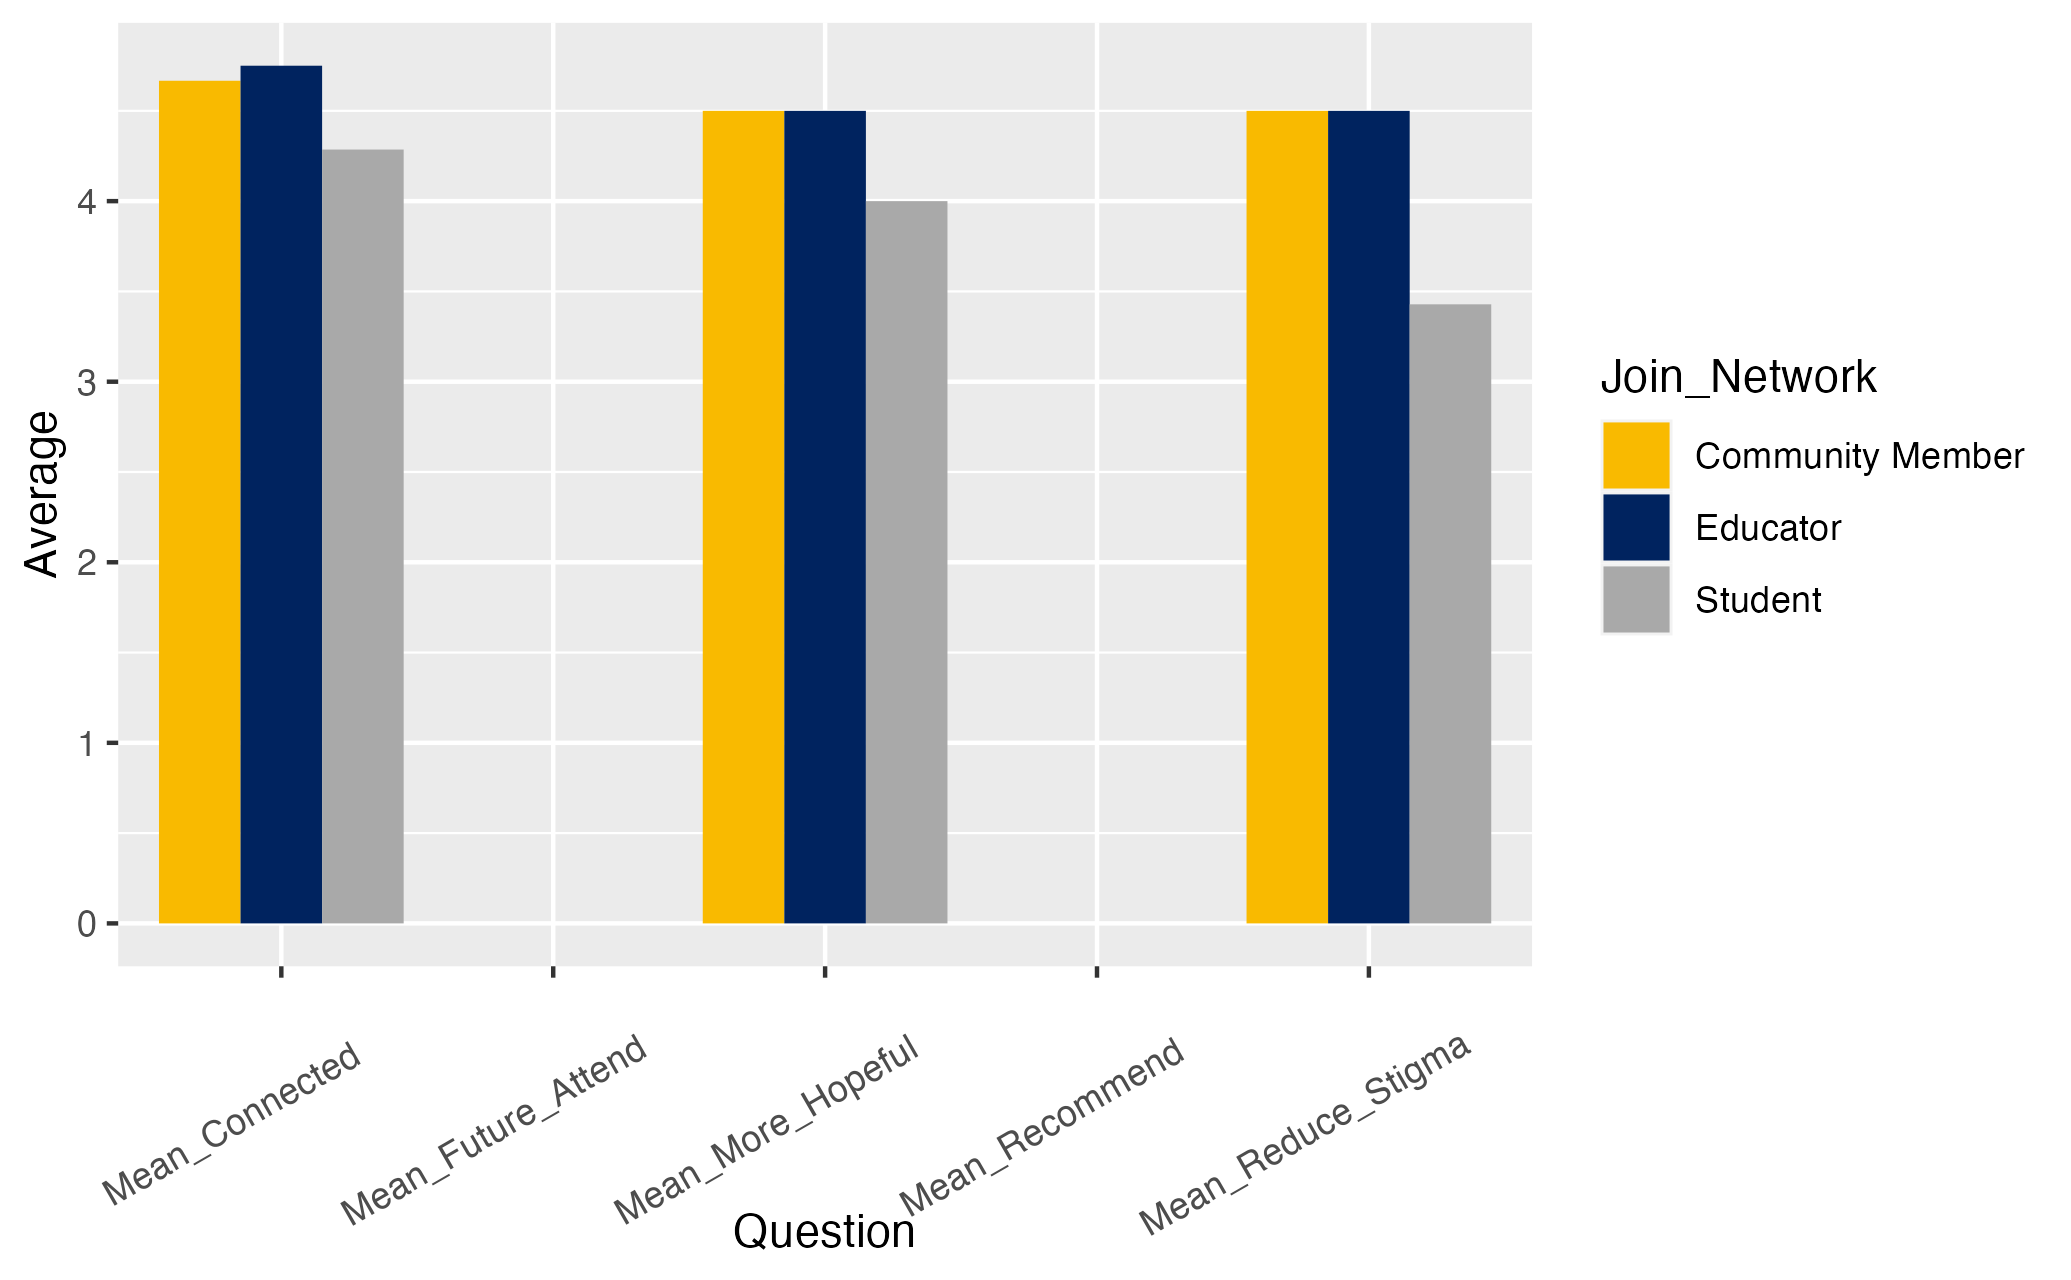 Average
4
3
2
1
0
Mean_Connected
Mean_Future_Attend
Mean_More_Hopeful
Mean_Recommend
Mean_Reduce_Stigma
Question
Join_Network
Community Member
Educator
Student